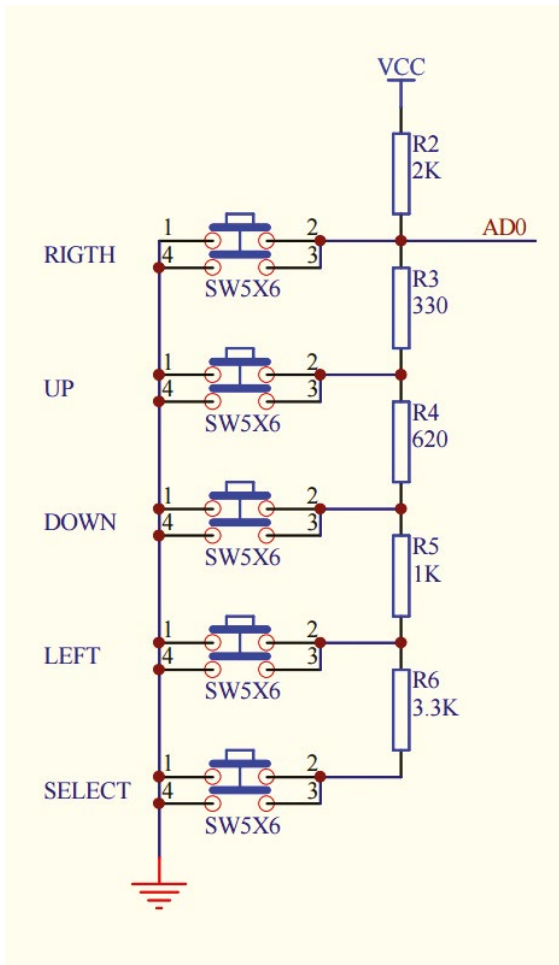 VCC
R2
2K
1 2 AD0
RIGTH 4 3 R3
SW5X6 330
1 2
UP 4 3 R4
SW5X6 620
1 2
DOWN 4 3 R5
SW5X6 1K
1 2
LEFT 4 3 R6
SW5X6 3.3K
1 2
SELECT 4 3
SW5X6